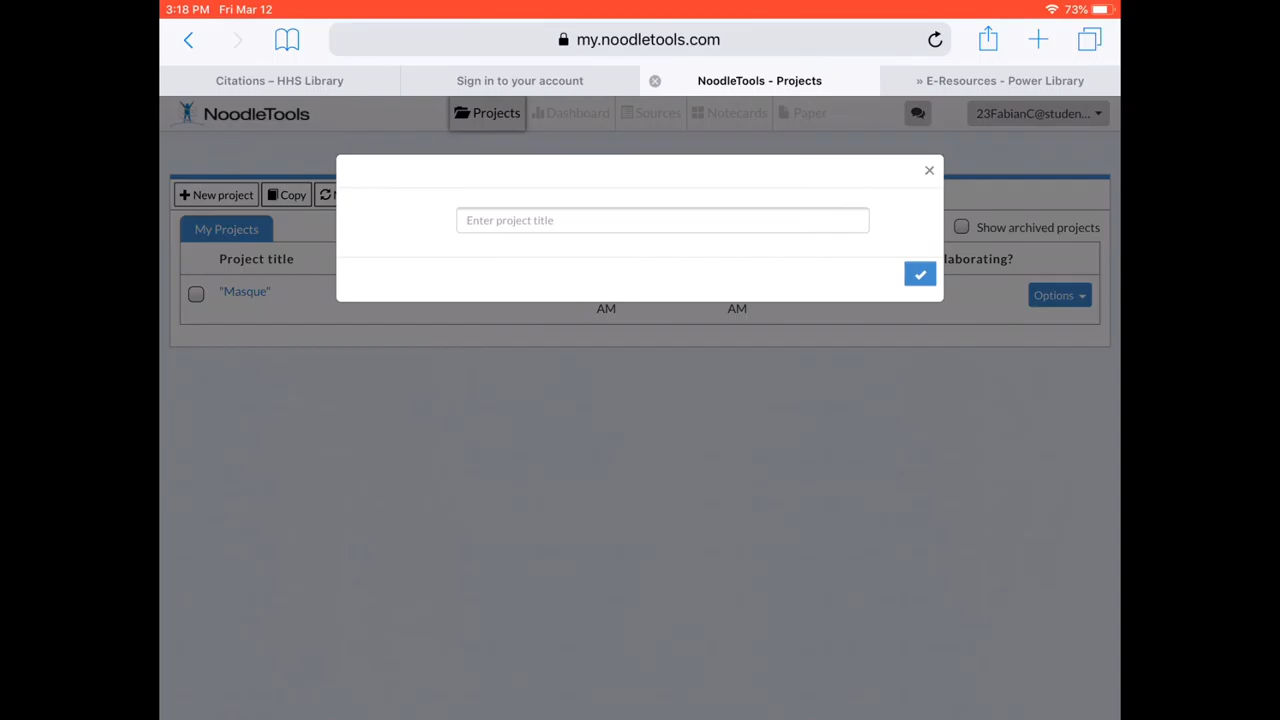 3:18 PM Fri Mar 12 73%
my.noodletools.com
Citations – HHS Library Sign in to your account NoodleTools - Projects » E-Resources - Power Library
NoodleTools Projects Dashboard Sources Notecards Paper 23FabianC@studen...
New project Copy
Enter project title
My Projects Show archived projects
Project title laborating?
"Masque" Options
AM AM